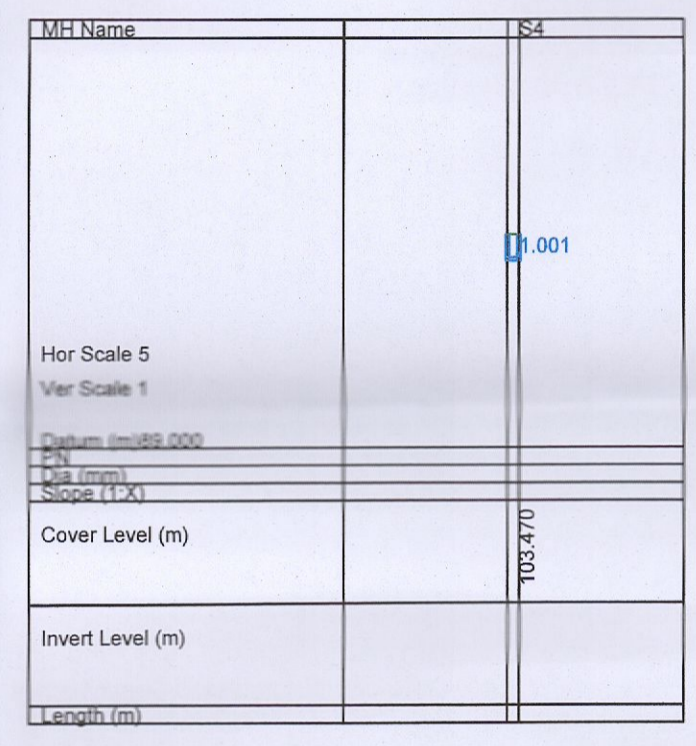 MH Name S4
1.001
Hor Scale 5
Ver Scale 1
Datum (m)89.000
PN
Dia (mm)
Slope (1:X)
Cover Level (m) 103.470
Invert Level (m)
Length (m)